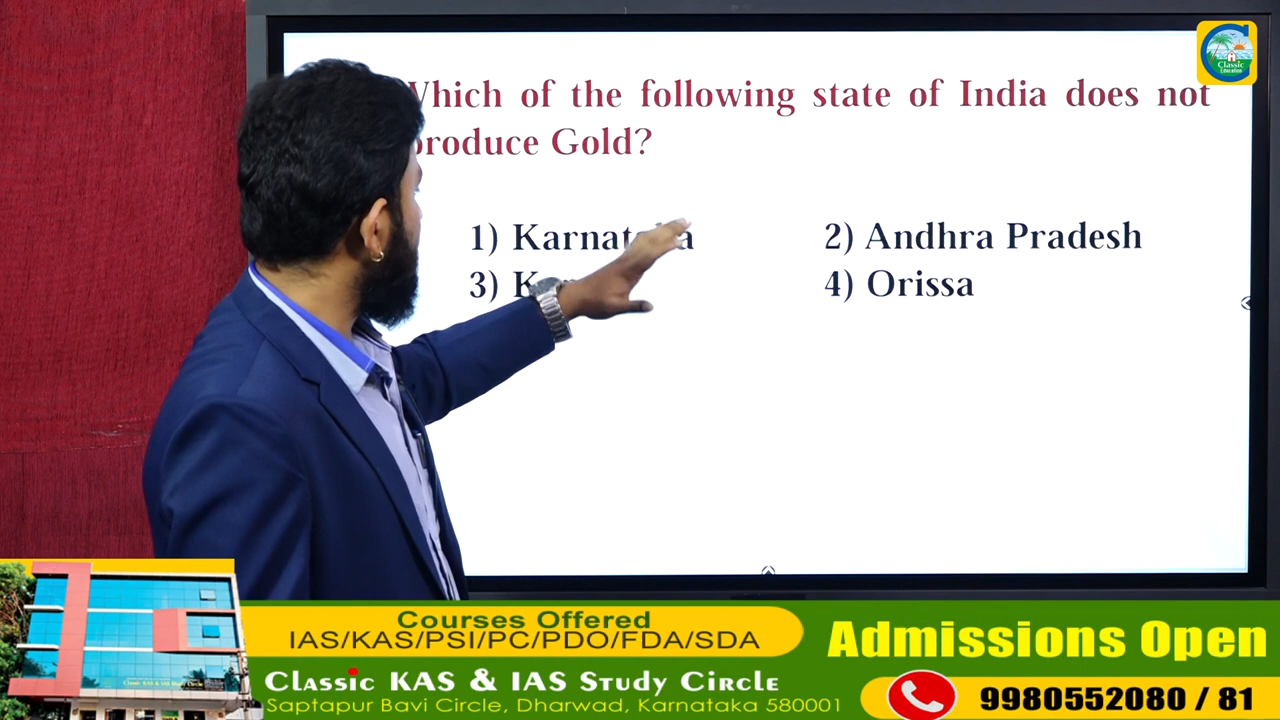 Which of the following state of India does not
produce Gold?
1) Karnataka
2) Andhra Pradesh
3)
4) Orissa
Classic
Education
Courses Offered
IAS/KAS/PSI/PC/PDO/FDA/SDA
Classic KAS & IAS Study Circle
Saptapur Bavi Circle, Dharwad, Karnataka 580001
Admissions Open
9980552080 / 81